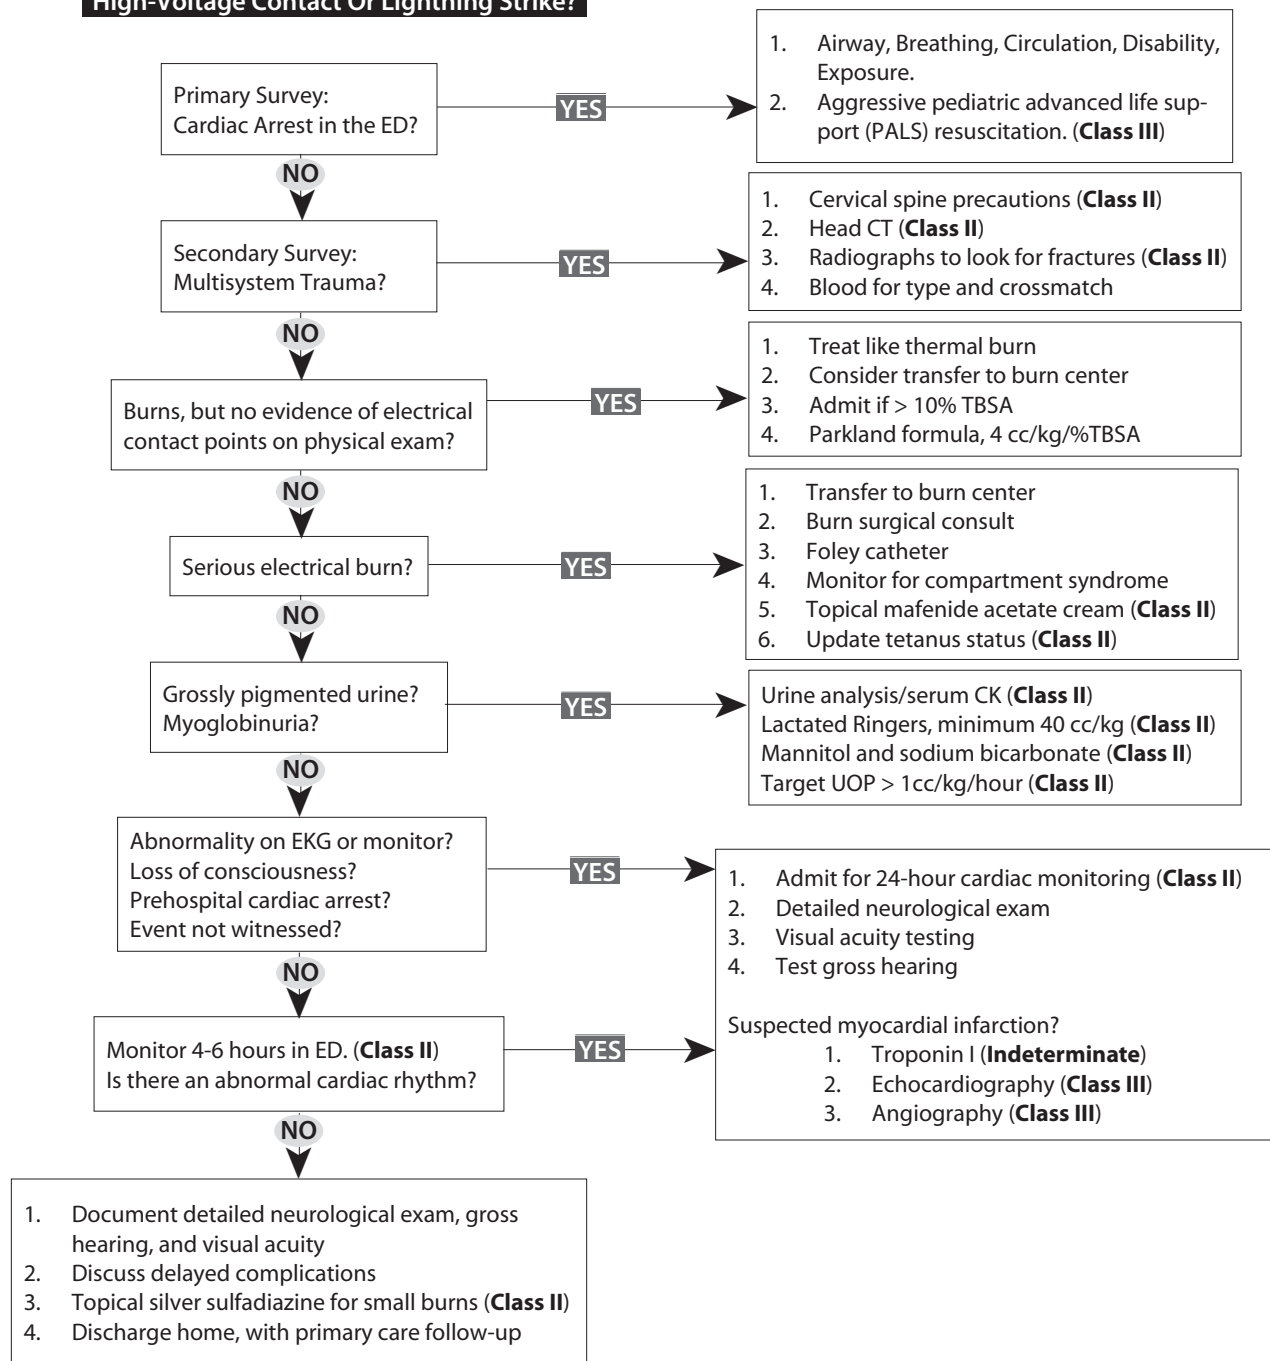 High-Voltage Contact Or Lightning Strike?
Primary Survey:
Cardiac Arrest in the ED?
YES
1. Airway, Breathing, Circulation, Disability,
Exposure.
2. Aggressive pediatric advanced life sup-
port (PALS) resuscitation. (Class III)
NO
Secondary Survey:
Multisystem Trauma?
YES
1. Cervical spine precautions (Class II)
2. Head CT (Class II)
3. Radiographs to look for fractures (Class II)
4. Blood for type and crossmatch
NO
Burns, but no evidence of electrical
contact points on physical exam?
YES
1. Treat like thermal burn
2. Consider transfer to burn center
3. Admit if > 10% TBSA
4. Parkland formula, 4 cc/kg/%TBSA
NO
Serious electrical burn?
YES
1. Transfer to burn center
2. Burn surgical consult
3. Foley catheter
4. Monitor for compartment syndrome
5. Topical mafenide acetate cream (Class II)
6. Update tetanus status (Class II)
NO
Grossly pigmented urine?
Myoglobinuria?
YES
Urine analysis/serum CK (Class II)
Lactated Ringers, minimum 40 cc/kg (Class II)
Mannitol and sodium bicarbonate (Class II)
Target UOP > 1cc/kg/hour (Class II)
NO
Abnormality on EKG or monitor?
Loss of consciousness?
Prehospital cardiac arrest?
Event not witnessed?
YES
1. Admit for 24-hour cardiac monitoring (Class II)
2. Detailed neurological exam
3. Visual acuity testing
4. Test gross hearing
Suspected myocardial infarction?
1. Troponin I (Indeterminate)
2. Echocardiography (Class III)
3. Angiography (Class III)
NO
Monitor 4-6 hours in ED. (Class II)
Is there an abnormal cardiac rhythm?
YES
NO
1. Document detailed neurological exam, gross
hearing, and visual acuity
2. Discuss delayed complications
3. Topical silver sulfadiazine for small burns (Class II)
4. Discharge home, with primary care follow-up